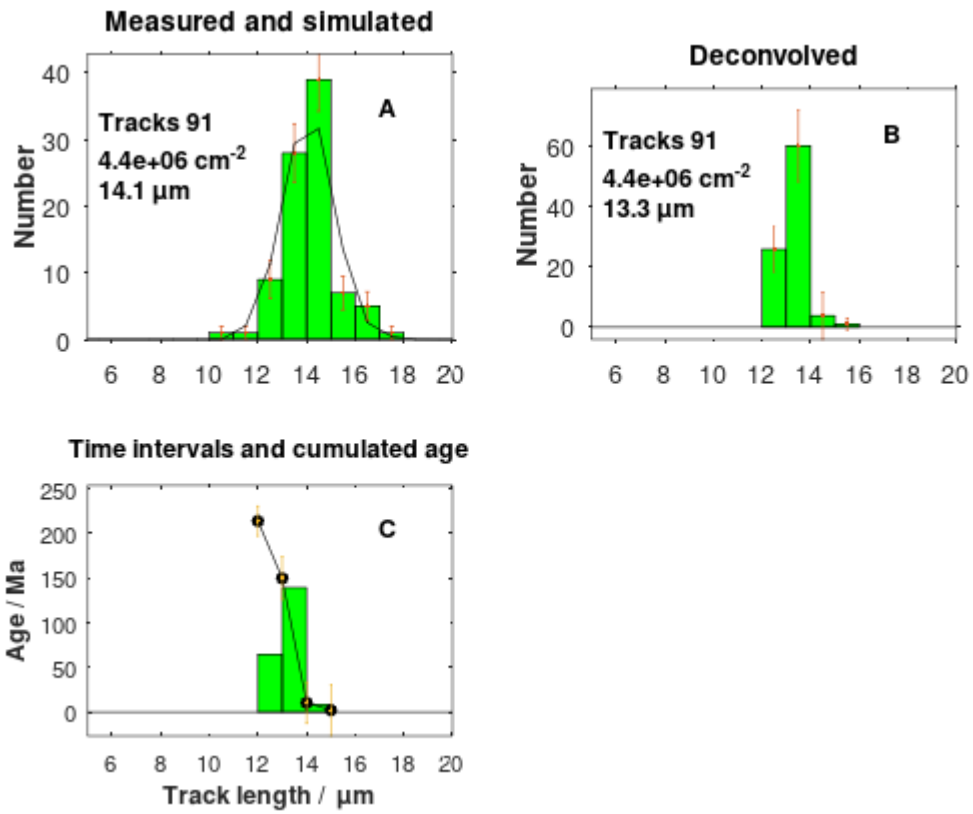 Measured and simulated
40
30
20
10
0
Number
A
Tracks 91
4.4e+06 cm-2
14.1 µm
6 8 10 12 14 16 18 20
Deconvolved
60
40
20
0
Number
B
Tracks 91
4.4e+06 cm-2
13.3 µm
6 8 10 12 14 16 18 20
Time intervals and cumulated age
250
200
150
100
50
0
Age / Ma
C
6 8 10 12 14 16 18 20
Track length / µm